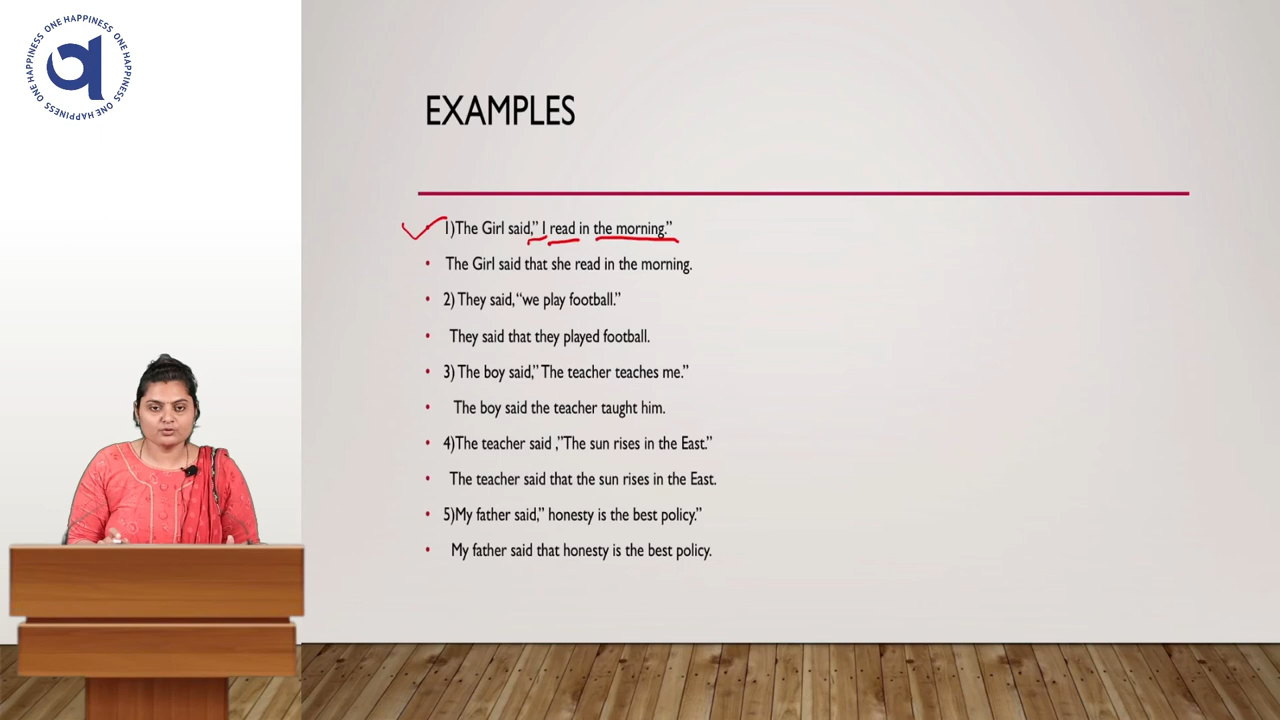 ONE HAPPINESS ONE HAPPINESS ONE HAPPINESS ONE HAPPINESS
EXAMPLES
1)The Girl said,” I read in the morning.”
• The Girl said that she read in the morning.
• 2) They said,“we play football.”
• They said that they played football.
• 3) The boy said,” The teacher teaches me.”
• The boy said the teacher taught him.
• 4)The teacher said ,”The sun rises in the East.”
• The teacher said that the sun rises in the East.
• 5)My father said,” honesty is the best policy.”
• My father said that honesty is the best policy.